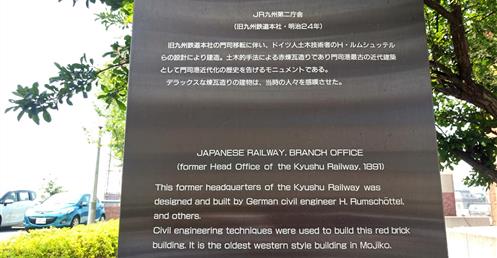 JR九州第二庁舎
(旧九州鉄道本社・明治24年)
旧九州鉄道本社の門司移転に伴い、ドイツ人土木技術者のH・ルムシュッテル
らの設計により建造。土木的手法による赤煉瓦造りであり門司港最古の近代建築
として門司港近代化の歴史を告げるモニュメントである。
デラックスな煉瓦造りの建物は、当時の人々を感嘆させた。
JAPANESE RAILWAY, BRANCH OFFICE
(former Head Office of the Kyushu Railway, 1891)
This former headquarters of the Kyushu Railway was
designed and built by German civil engineer H. Rumschöttel,
and others.
Civil engineering techniques were used to build this red brick
building. It is the oldest western style building in Mojiko.